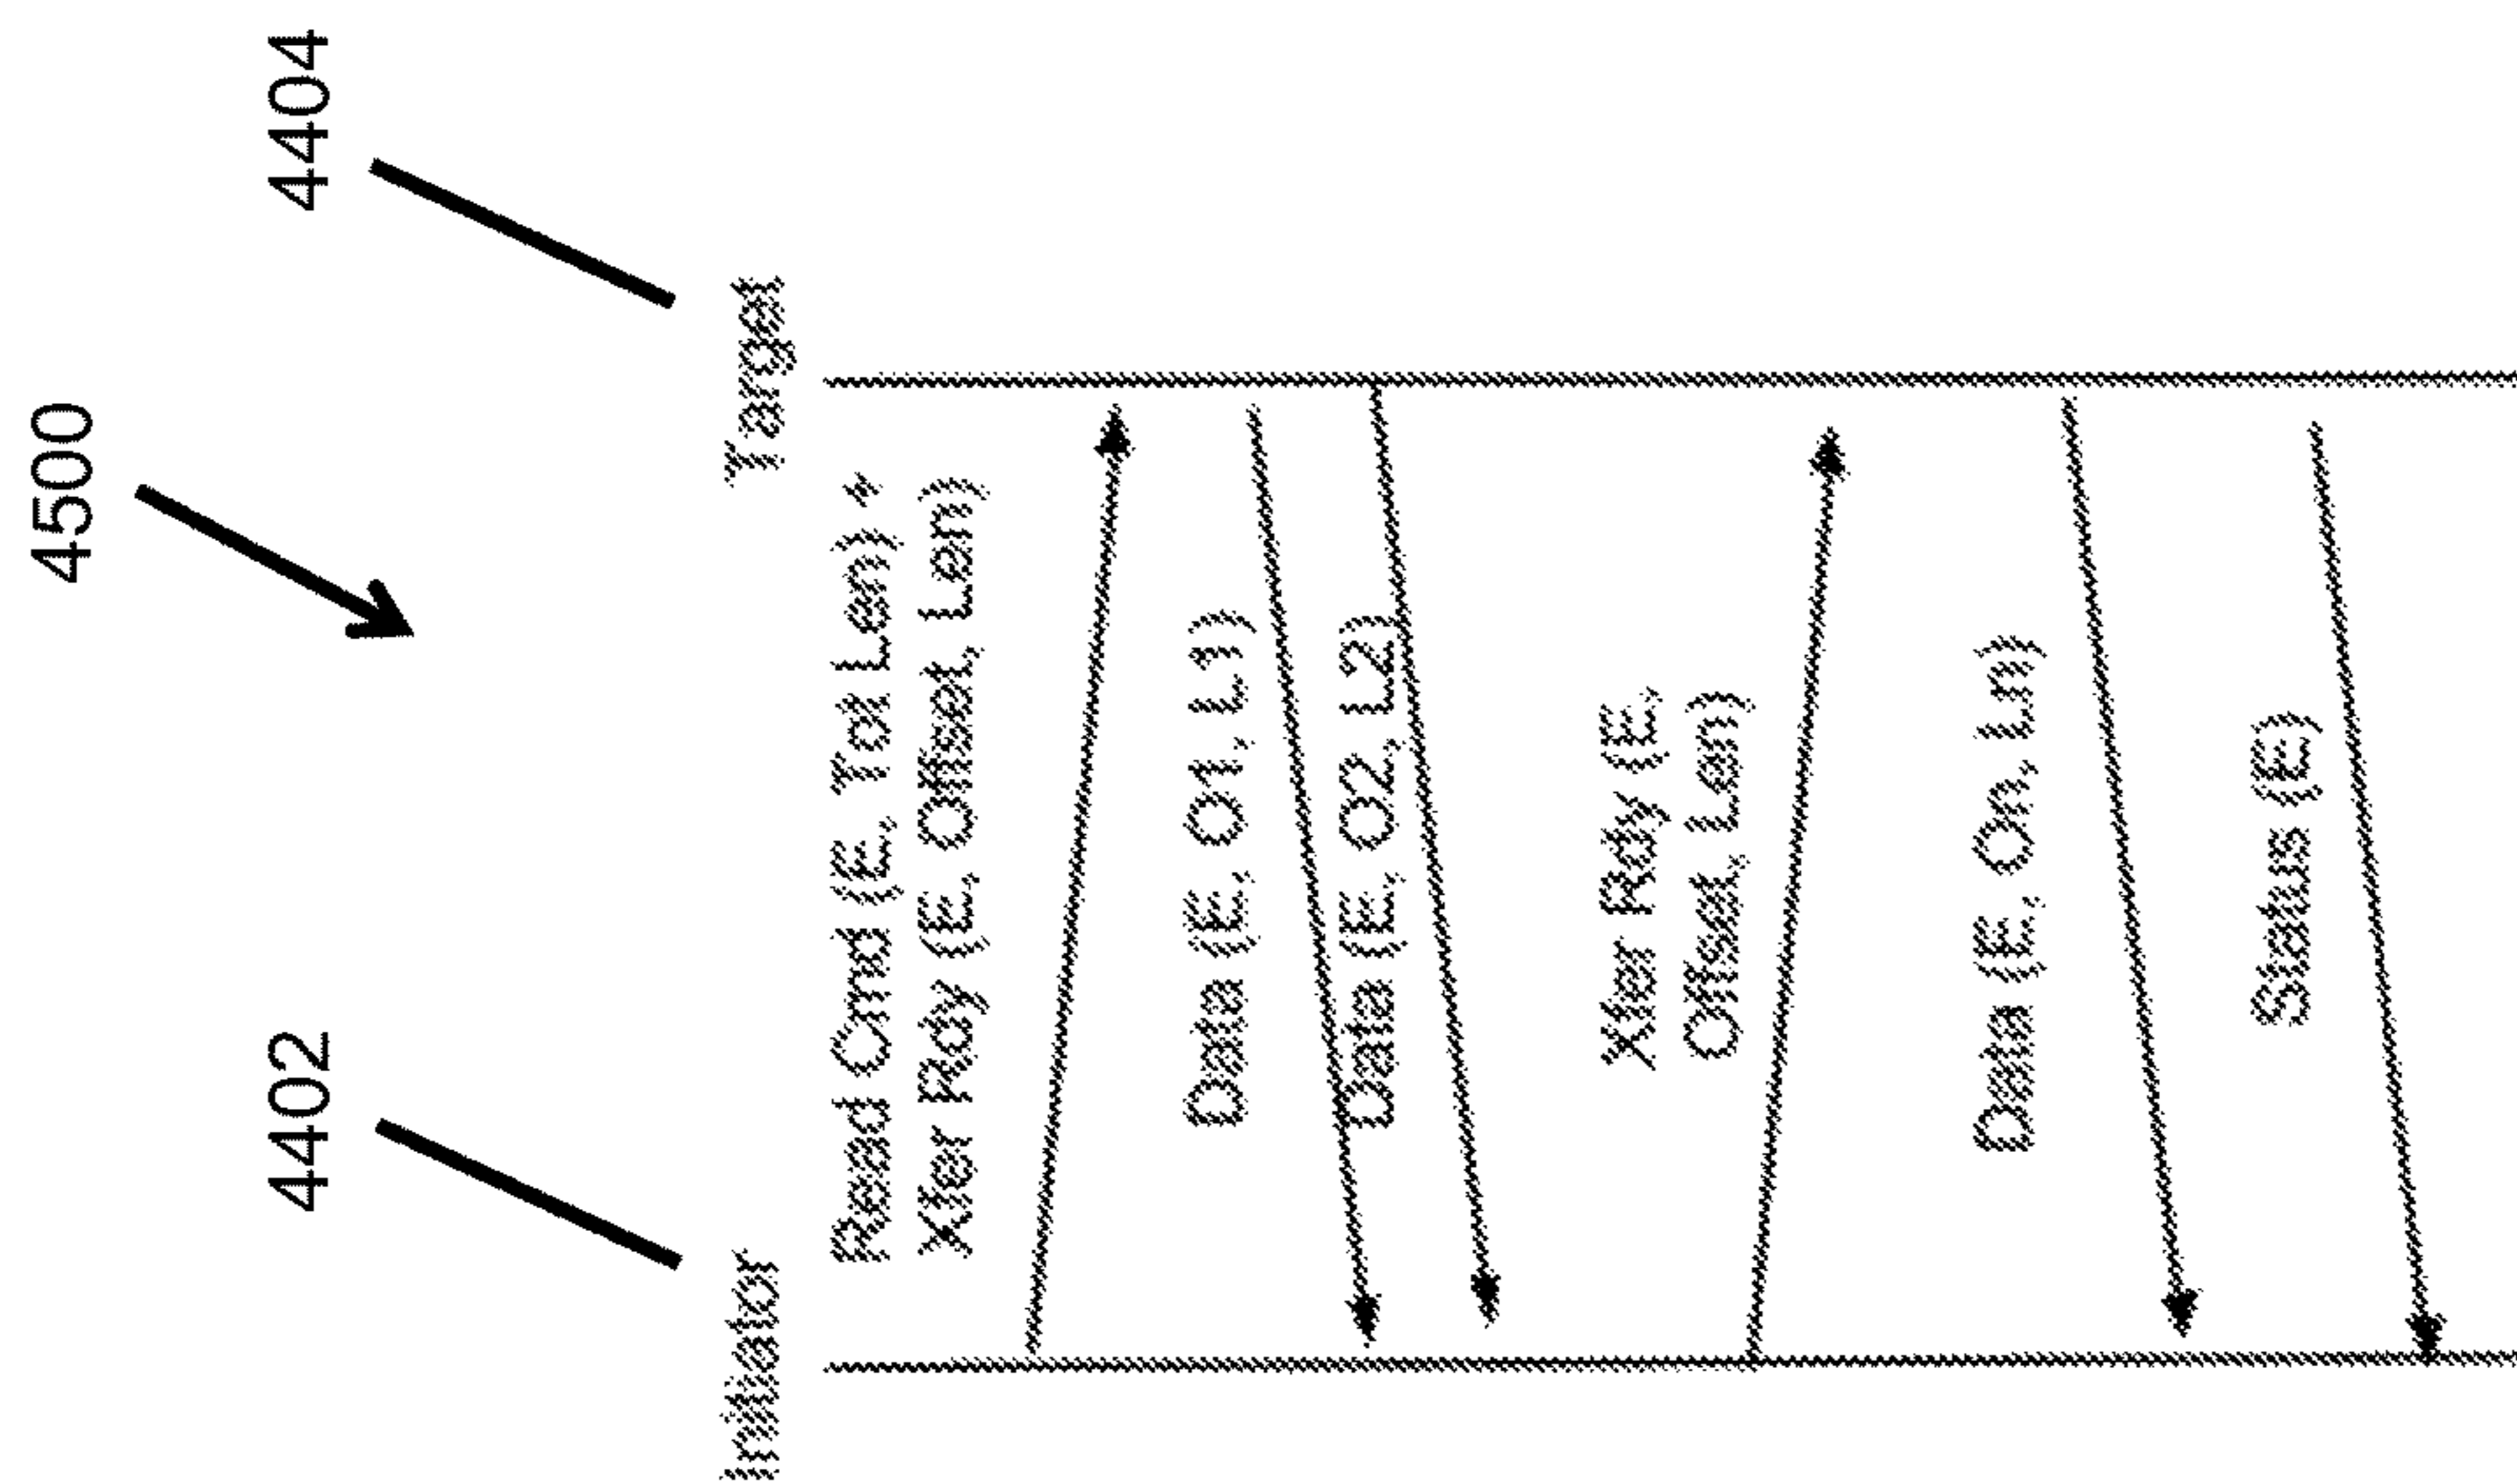 4500
4402
4404
Initiator
Target
Read Cmd (E, Tot Len) +
Xfer Rdy (E, Offset, Len)
Data (E, O1, L1)
Data (E, O2, L2)
Xfer Rdy (E,
Offset, Len)
Data (E, On, Ln)
Status (E)